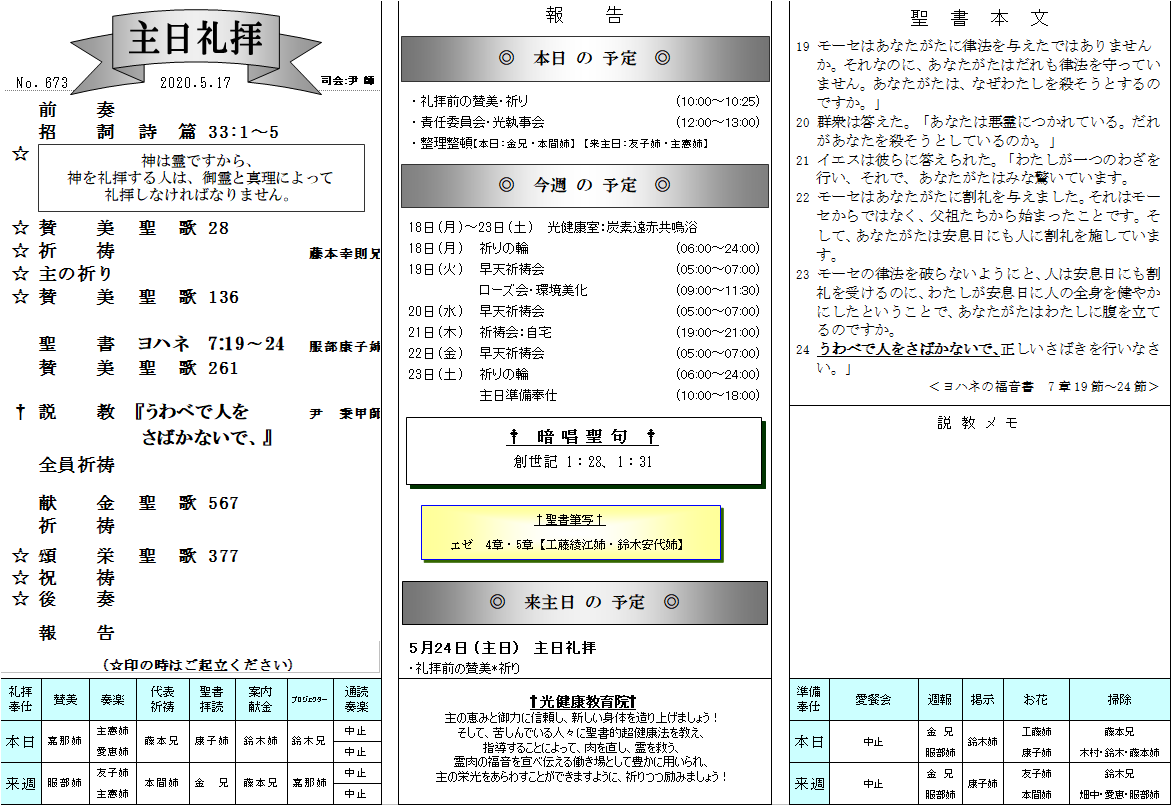 主日礼拝
No. 673 2020.5.17 司会:尹 師
前 奏
招 詞 詩 篇 33:1～5
☆ 神は霊ですから、
神を礼拝する人は、御霊と真理によって
礼拝しなければなりません。
☆ 賛 美 聖 歌 28
☆ 祈 祷 藤本幸則兄
☆ 主の祈り
☆ 賛 美 聖 歌 136
聖 書 ヨハネ 7:19～24 服部康子姉
賛 美 聖 歌 261
✝ 説 教 『うわべで人を 尹 秉甲師
さばかないで、』
全員祈祷
献 金 聖 歌 567
祈 祷
☆ 頌 栄 聖 歌 377
☆ 祝 祷
☆ 後 奏
報 告
(☆印の時はご起立ください)
礼拝奉仕 賛美 奏楽 代表祈祷 聖書拝読 案内献金 プロジェクター 通読奏楽
本日 嘉那姉 主憲姉 愛恵姉 藤本兄 康子姉 鈴木姉 鈴木兄 中止 中止
来週 服部姉 友子姉 主憲姉 本間姉 金 兄 藤本兄 嘉那姉 中止 中止
報 告
◎ 本日 の 予定 ◎
・礼拝前の賛美・祈り (10:00～10:25)
・責任委員会・光執事会 (12:00～13:00)
・整理整頓【本日:金兄・本間姉】【来主日:友子姉・主憲姉】
◎ 今週 の 予定 ◎
18日(月)～23日(土) 光健康室:炭素遠赤共鳴浴
18日(月) 祈りの輪 (06:00～24:00)
19日(火) 早天祈祷会 (05:00～07:00)
ローズ会・環境美化 (09:00～11:30)
20日(水) 早天祈祷会 (05:00～07:00)
21日(木) 祈祷会:自宅 (19:00～21:00)
22日(金) 早天祈祷会 (05:00～07:00)
23日(土) 祈りの輪 (06:00～24:00)
主日準備奉仕 (10:00～18:00)
✝ 暗唱聖句 ✝
創世記 1：28、1：31
✝聖書筆写✝
ェゼ 4章・5章【工藤綾江姉・鈴木安代姉】
◎ 来主日 の 予定 ◎
5月24日(主日) 主日礼拝
・礼拝前の賛美*祈り
✝光健康教育院✝
主の恵みと御力に信頼し、新しい身体を造り上げましょう！
そして、苦しんでいる人々に聖書的超健康法を教え、
指導することによって、肉を直し、霊を救う、
霊肉の福音を宣べ伝える働き場として豊かに用いられ、
主の栄光をあらわすことができますように、祈りつつ励みましょう！
聖書本文
19 モーセはあなたがたに律法を与えたではありません
か。それなのに、あなたがたはだれも律法を守ってい
ません。あなたがたは、なぜわたしを殺そうとするの
ですか。」
20 群衆は答えた。「あなたは悪霊につかれている。だれ
があなたを殺そうとしているのか。」
21 イエスは彼らに答えられた。「わたしが一つのわざを
行い、それで、あなたがたはみな驚いています。
22 モーセはあなたがたに割礼を与えました。それはモー
セからではなく、父祖たちから始まったことです。そ
して、あなたがたは安息日にも人に割礼を施していま
す。
23 モーセの律法を破らないようにと、人は安息日にも割
礼を受けるのに、わたしが安息日に人の全身を健やか
にしたということで、あなたがたはわたしに腹を立て
るのですか。
24 うわべで人をさばかないで、正しいさばきを行いなさ
い。」
＜ヨハネの福音書 7章19節～24節＞
説教メモ
準備奉仕 愛餐会 週報 掲示 お花 掃除
本日 中止 金 兄 服部姉 鈴木姉 工藤姉 康子姉 藤本兄 木村・鈴木・藤本姉
来週 中止 金 兄 服部姉 康子姉 友子姉 本間姉 鈴木兄 畑中・愛恵・服部姉